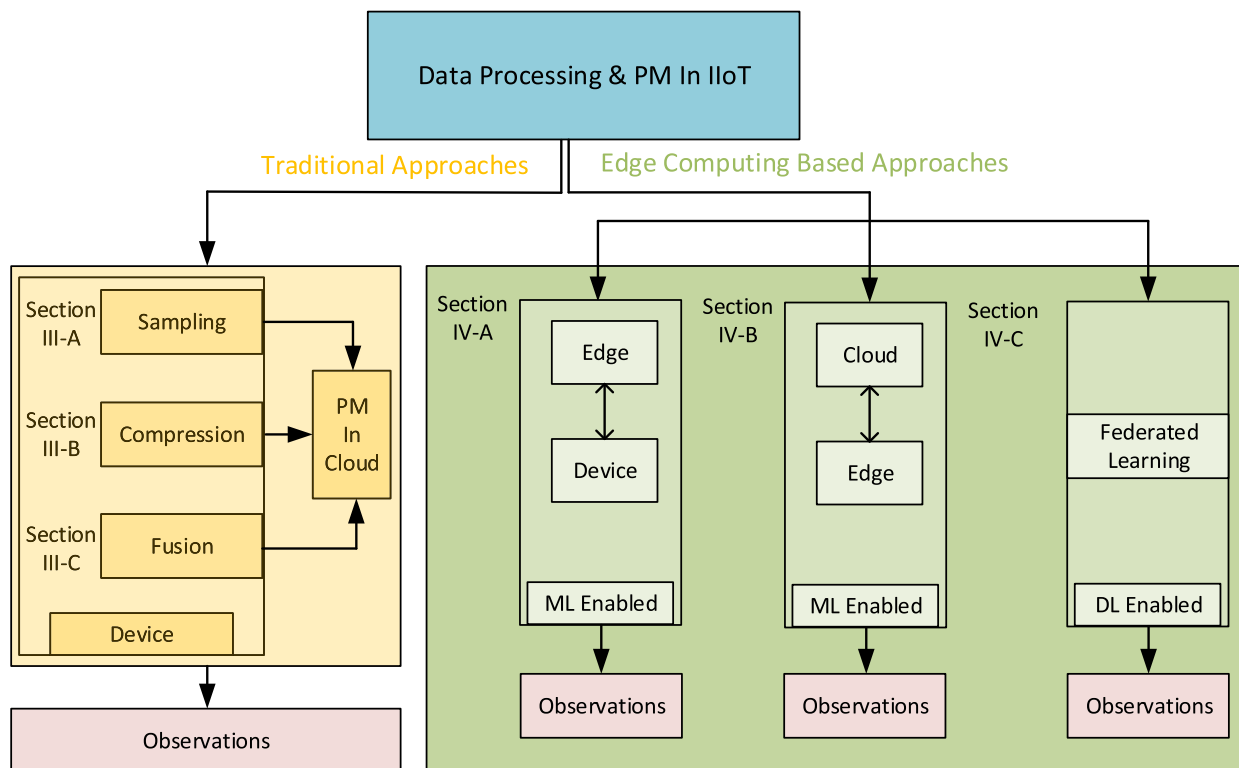 Data Processing & PM In IIoT
Traditional Approaches
Edge Computing Based Approaches
Section
III-A
Sampling
Section
III-B
Compression
Section
III-C
Fusion
PM
In
Cloud
Device
Observations
Section
IV-A
Edge
Device
ML Enabled
Observations
Section
IV-B
Cloud
Edge
ML Enabled
Observations
Section
IV-C
Federated
Learning
DL Enabled
Observations